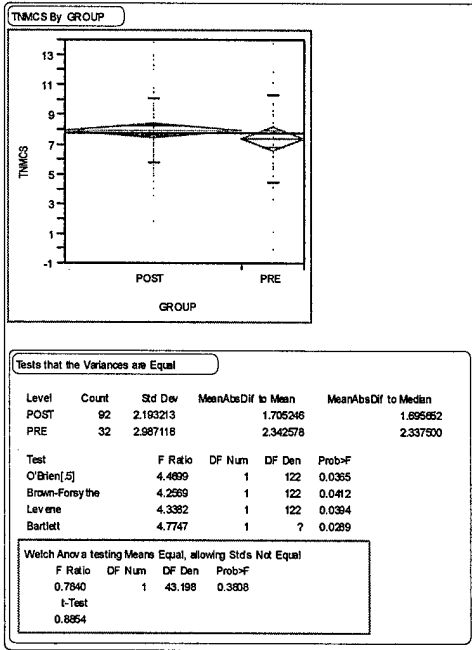 TNMCS By GROUP
13
11
9
7
5
3
1
-1
TNMCS
POST PRE
GROUP
Tests that the Variances are Equal
Level Count Std Dev MeanAbsDif to Mean MeanAbsDif to Median
POST 92 2.193213 1.705246 1.695652
PRE 32 2.987118 2.342578 2.337500
Test F Ratio DF Num DF Den Prob>F
O'Brien[.5] 4.4699 1 122 0.0365
Brown-Forsythe 4.2569 1 122 0.0412
Levene 4.3382 1 122 0.0394
Bartlett 4.7747 1 ? 0.0289
Welch Anova testing Means Equal, allowing Std's Not Equal
F Ratio DF Num DF Den Prob>F
0.7840 1 43.198 0.3808
t-Test
0.8854